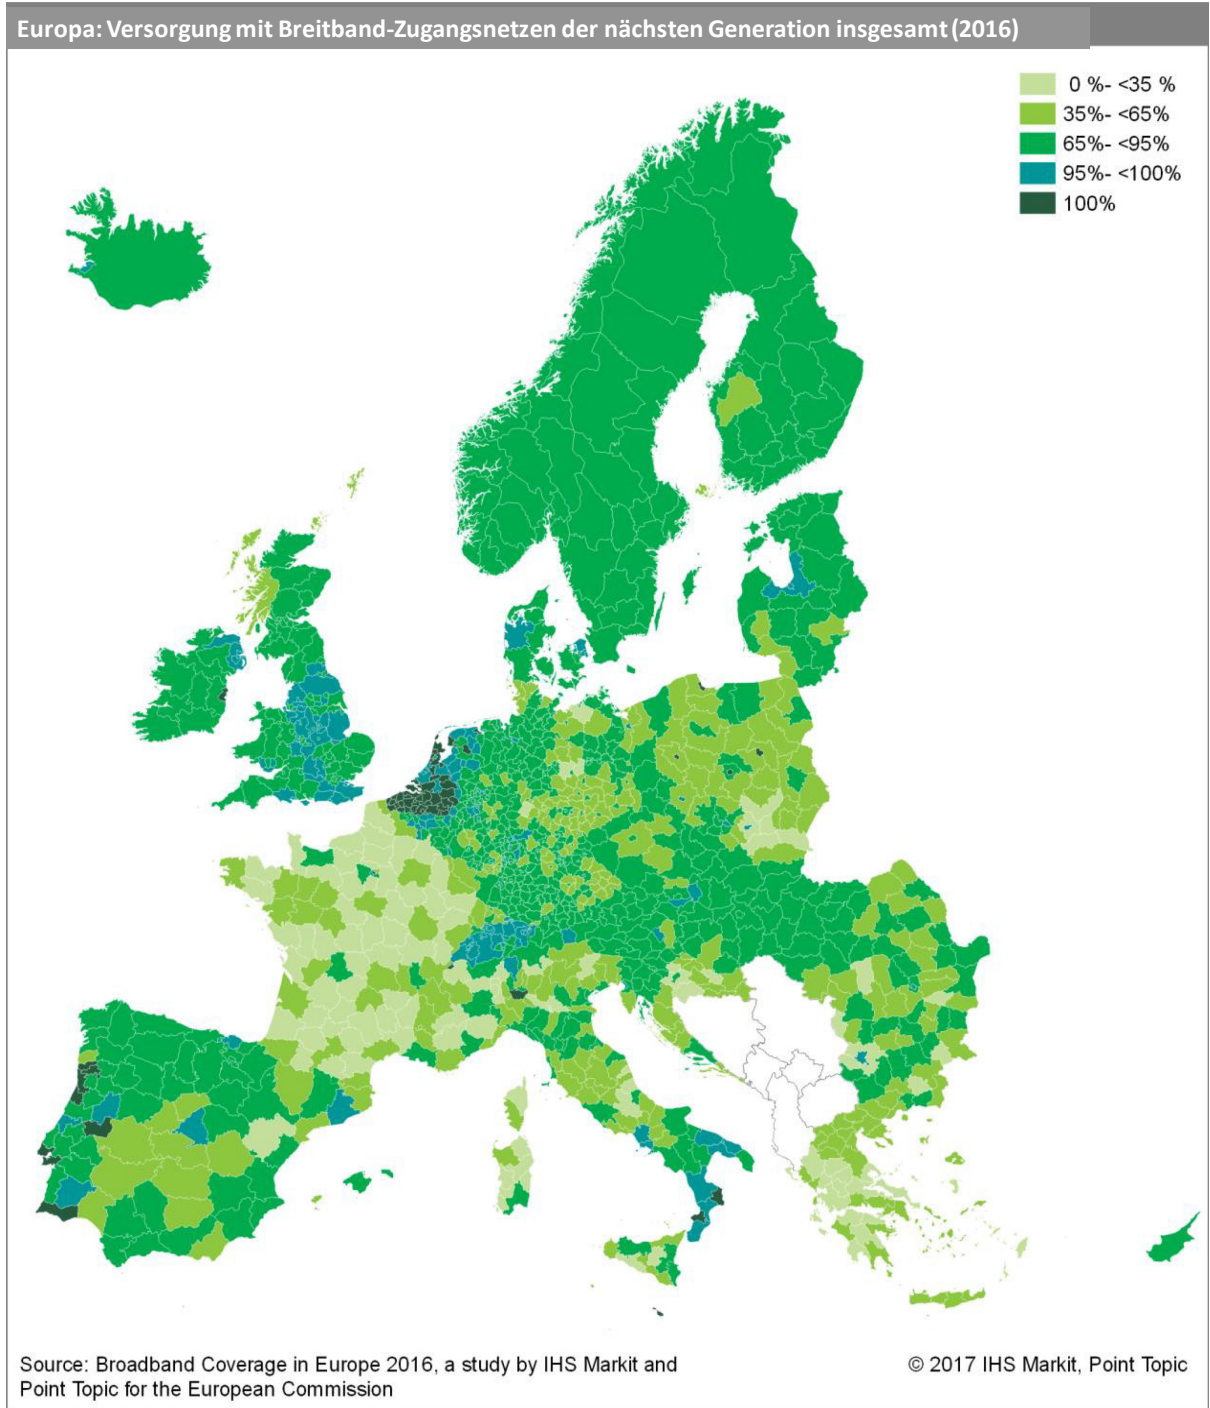 Europa: Versorgung mit Breitband-Zugangsnetzen der nächsten Generation insgesamt (2016)
0 %- <35 %
35%- <65%
65%- <95%
95%- <100%
100%
Source: Broadband Coverage in Europe 2016, a study by IHS Markit and
Point Topic for the European Commission
© 2017 IHS Markit, Point Topic